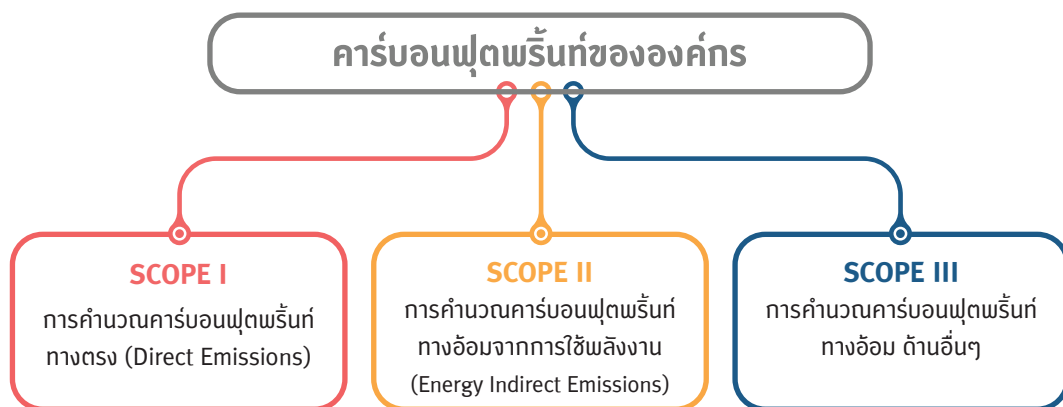 คาร์บอนฟุตพริ้นท์ขององค์กร
SCOPE I
การคำนวณคาร์บอนฟุตพริ้นท์
ทางตรง (Direct Emissions)
SCOPE II
การคำนวณคาร์บอนฟุตพริ้นท์
ทางอ้อมจากการใช้พลังงาน
(Energy Indirect Emissions)
SCOPE III
การคำนวณคาร์บอนฟุตพริ้นท์
ทางอ้อม ด้านอื่นๆ